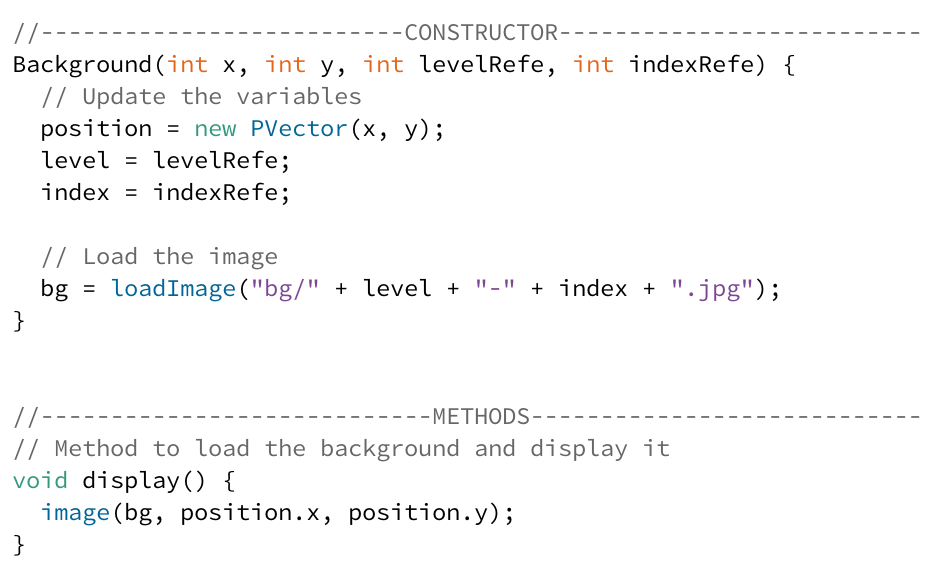 //--------------------------CONSTRUCTOR--------------------------
Background(int x, int y, int levelRefe, int indexRefe) {
  // Update the variables
  position = new PVector(x, y);
  level = levelRefe;
  index = indexRefe;

  // Load the image
  bg = loadImage("bg/" + level + "-" + index + ".jpg");
}

//----------------------------METHODS----------------------------
// Method to load the background and display it
void display() {
  image(bg, position.x, position.y);
}